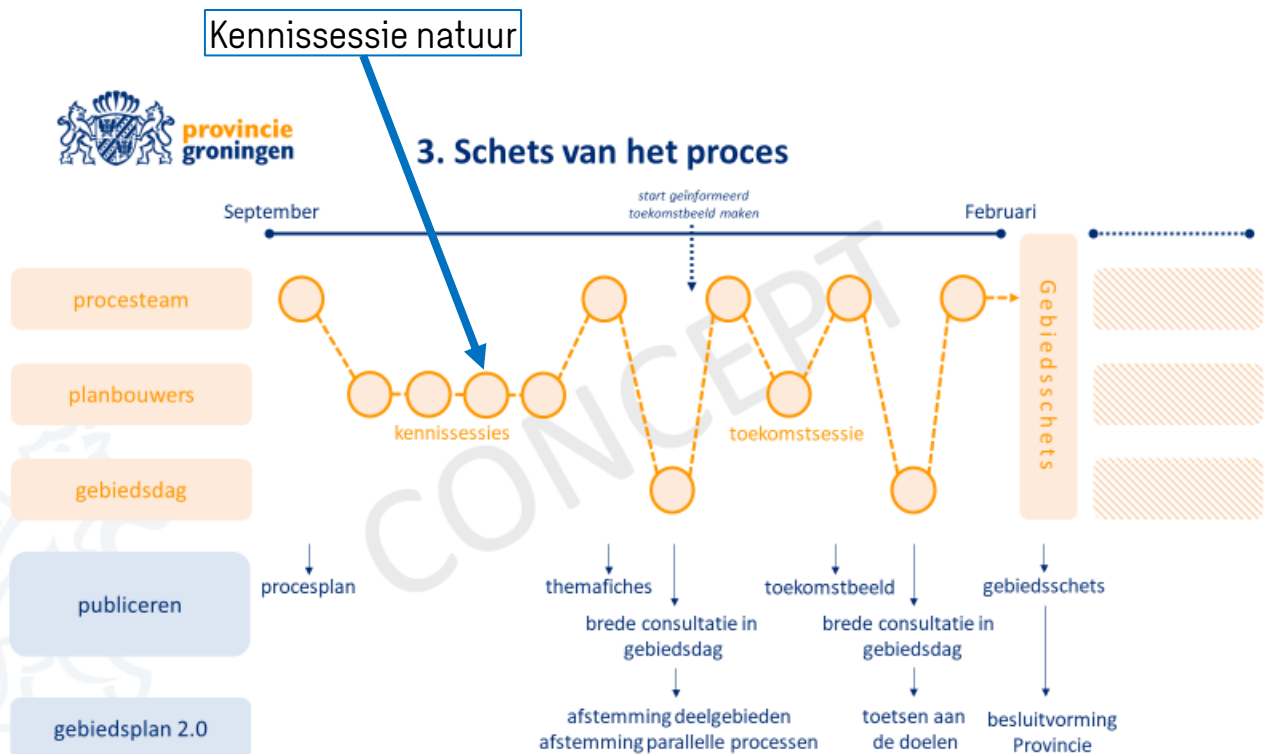 Kennissessie natuur
provincie
groningen
3. Schets van het proces
start geïnformeerd
toekomstbeeld maken
September
Februari
procesteam
planbouwers
gebiedsdag
kennissessies
toekomstsessie
Gebiedsschets
CONCEPT
publiceren
procesplan
themafiches
toekomstbeeld
gebiedsschets
brede consultatie in
gebiedsdag
brede consultatie in
gebiedsdag
gebiedsplan 2.0
afstemming deelgebieden
afstemming parallelle processen
toetsen aan
de doelen
besluitvorming
Provincie